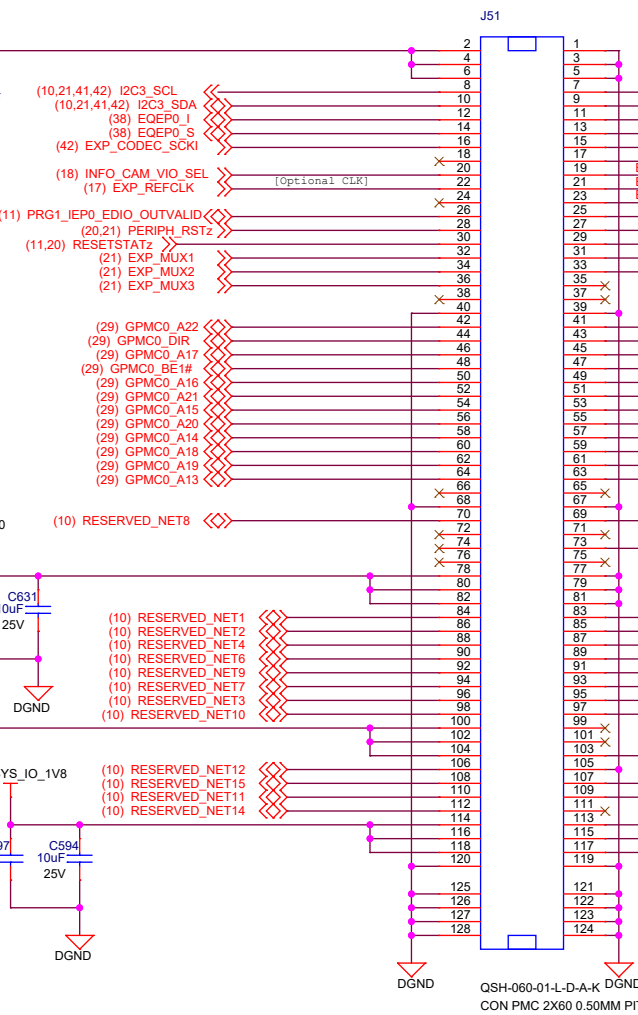 J51
2 1
4 3
6 5
(10,21,41,42) I2C3_SCL 8 7
(10,21,41,42) I2C3_SDA 10 9
(38) EQEP0_I 12 11
(38) EQEP0_S 14 13
(42) EXP_CODEC_SCKI 16 15
18 17
(18) INFO_CAM_VIO_SEL 20 19
(17) EXP_REFCLK [Optional CLK] 22 21
24 23
(11) PRG1_IEP0_EDIO_OUTVALID 26 25
(20,21) PERIPH_RSTz 28 27
(11,20) RESETSTATz 30 29
(21) EXP_MUX1 32 31
(21) EXP_MUX2 34 33
(21) EXP_MUX3 36 35
38 37
40 39
(29) GPMC0_A22 42 41
(29) GPMC0_DIR 44 43
(29) GPMC0_A17 46 45
(29) GPMC0_BE1# 48 47
(29) GPMC0_A16 50 49
(29) GPMC0_A21 52 51
(29) GPMC0_A15 54 53
(29) GPMC0_A20 56 55
(29) GPMC0_A14 58 57
(29) GPMC0_A18 60 59
(29) GPMC0_A19 62 61
(29) GPMC0_A13 64 63
66 65
68 67
(10) RESERVED_NET8 70 69
72 71
74 73
76 75
78 77
80 79
82 81
C631
10uF
25V
DGND
(10) RESERVED_NET1 84 83
(10) RESERVED_NET2 86 85
(10) RESERVED_NET4 88 87
(10) RESERVED_NET6 90 89
(10) RESERVED_NET9 92 91
(10) RESERVED_NET7 94 93
(10) RESERVED_NET3 96 95
(10) RESERVED_NET10 98 97
100 99
102 101
104 103
YS_IO_1V8
(10) RESERVED_NET12 106 105
(10) RESERVED_NET15 108 107
(10) RESERVED_NET11 110 109
(10) RESERVED_NET14 112 111
114 113
116 115
118 117
120 119
97 C594
10uF
25V
DGND
125 121
126 122
127 123
128 124
DGND DGND
QSH-060-01-L-D-A-K
CON PMC 2X60 0.50MM PI